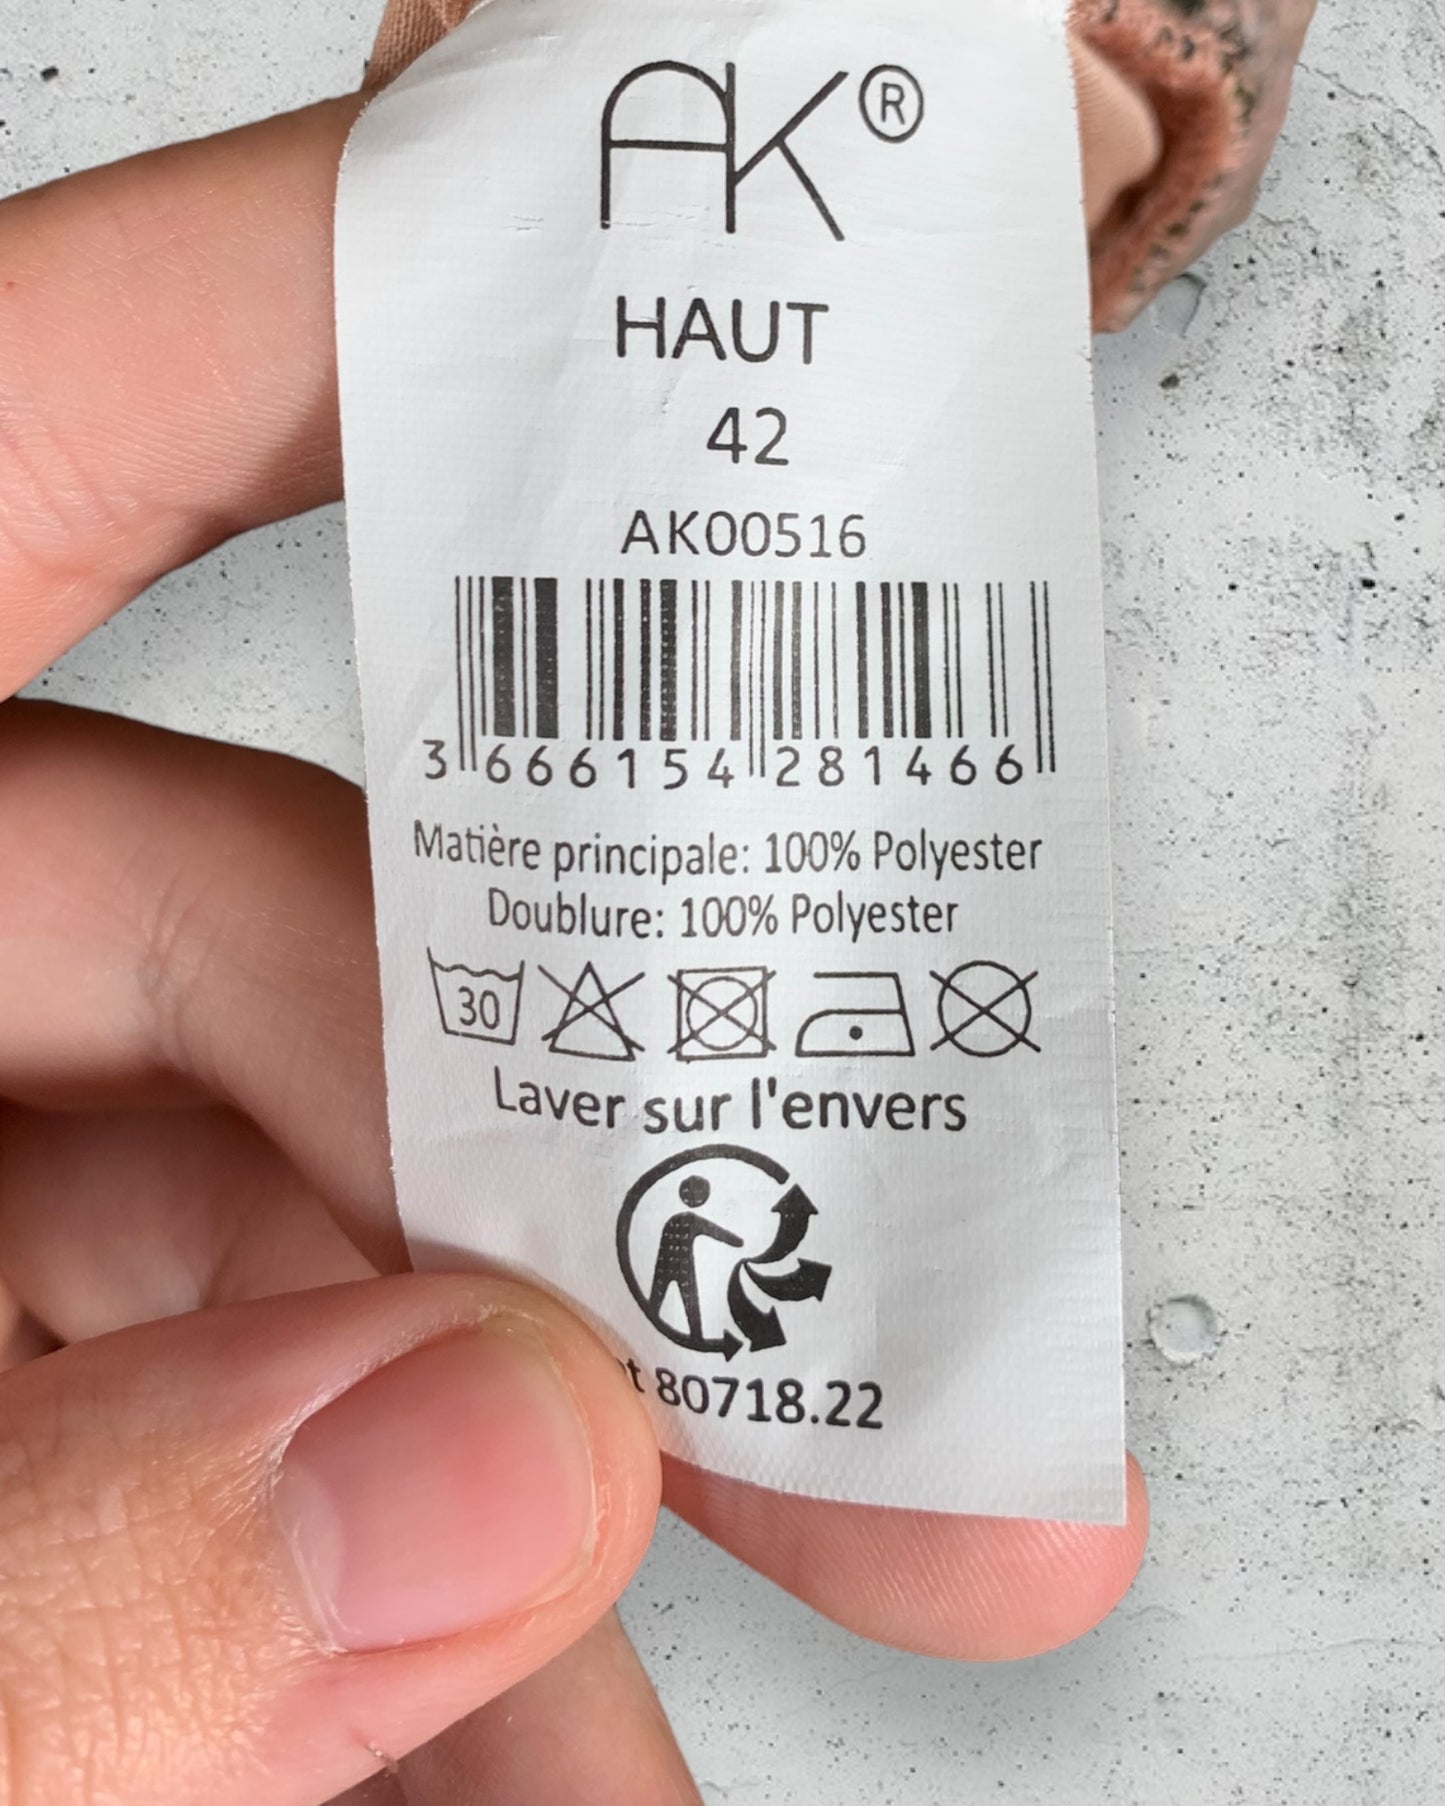 AK®
HAUT
42
AK00516
3 666154 281466
Matière principale: 100% Polyester
Doublure: 100% Polyester
30
Laver sur l'envers
80718.22